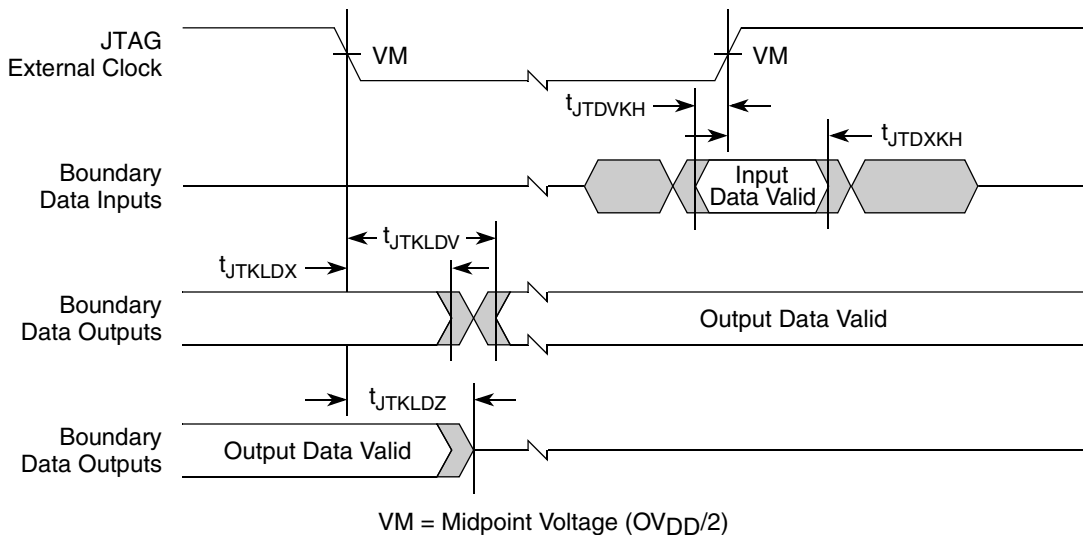 JTAG
External Clock
VM
VM
tJTDVKH
tJTDXKH
Boundary
Data Inputs
Input
Data Valid
tJTKLDV
tJTKLDX
Boundary
Data Outputs
Output Data Valid
tJTKLDZ
Boundary
Data Outputs
Output Data Valid
VM = Midpoint Voltage (OVDD/2)